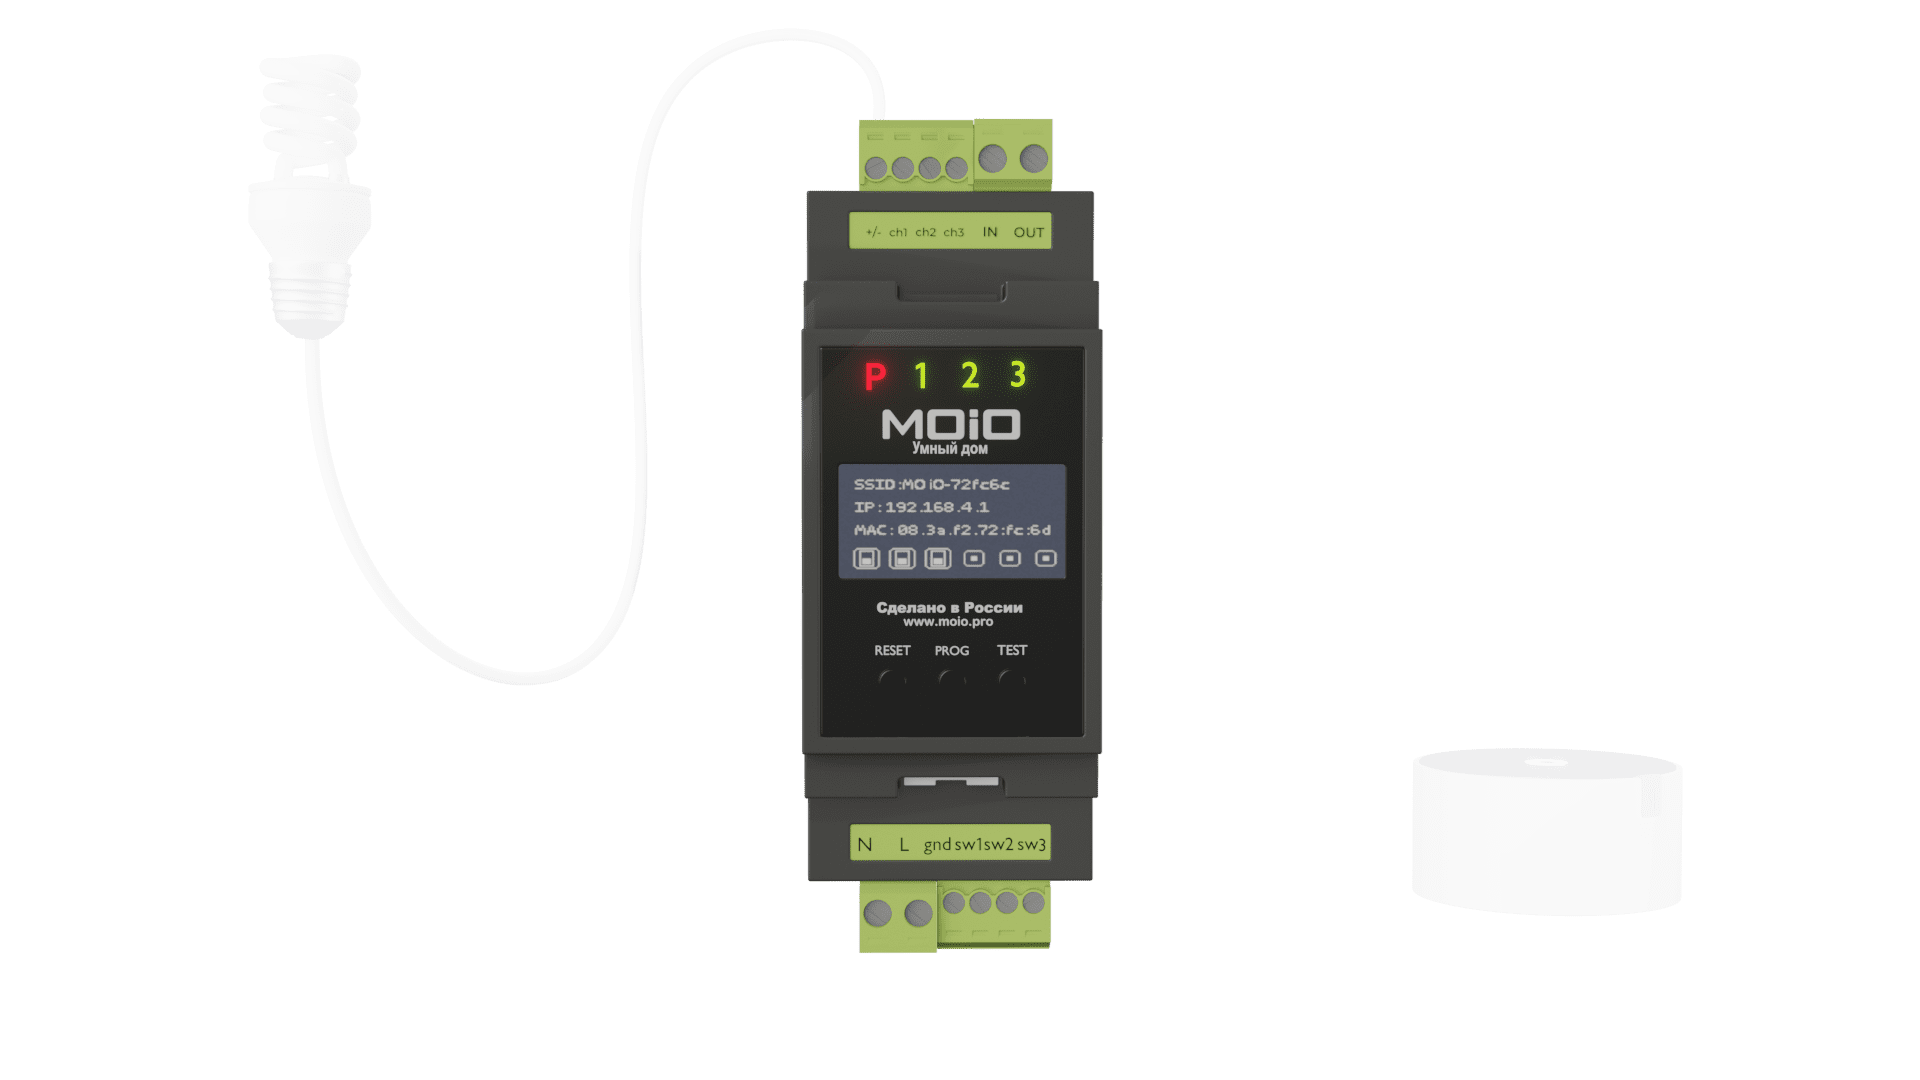 +/- ch1 ch2 ch3 IN OUT
P 1 2 3
MOiO
Умный дом
SSID:MOiO-72fc6c
IP:192.168.4.1
MAC:08.3a.f2.72:fc:6d
Сделано в России
www.moio.pro
RESET PROG TEST
N L gnd sw1 sw2 sw3